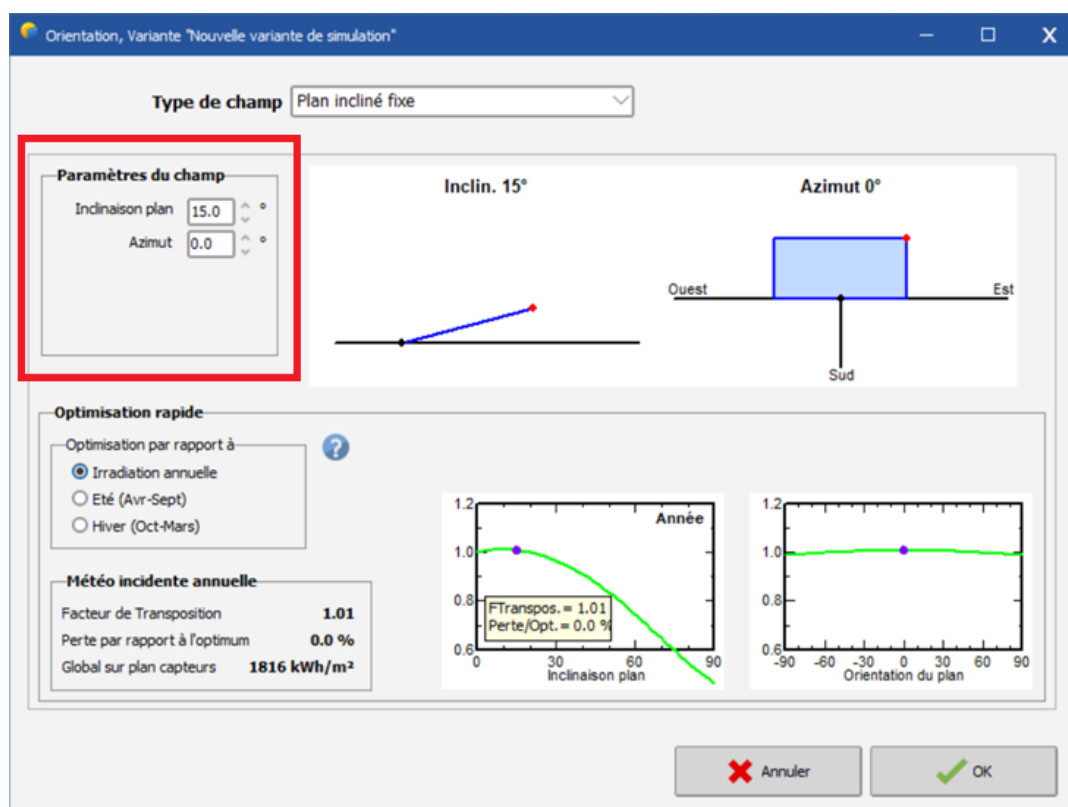 Orientation, Variante "Nouvelle variante de simulation"
Type de champ Plan incliné fixe
Paramètres du champ
Inclinaison plan 15.0 °
Azimut 0.0 °
Inclin. 15°
Azimut 0°
Ouest Est
Sud
Optimisation rapide
Optimisation par rapport à
Irradiation annuelle
Eté (Avr-Sept)
Hiver (Oct-Mars)
?
Météo incidente annuelle
Facteur de Transposition 1.01
Perte par rapport à l'optimum 0.0 %
Global sur plan capteurs 1816 kWh/m²
1.2
Année
1.0
0.8
FTranspos. = 1.01
Perte/Opt. = 0.0 %
0.6
0 30 60 90
Inclinaison plan
1.2
1.0
0.8
0.6
-90 -60 -30 0 30 60 90
Orientation du plan
Annuler
OK